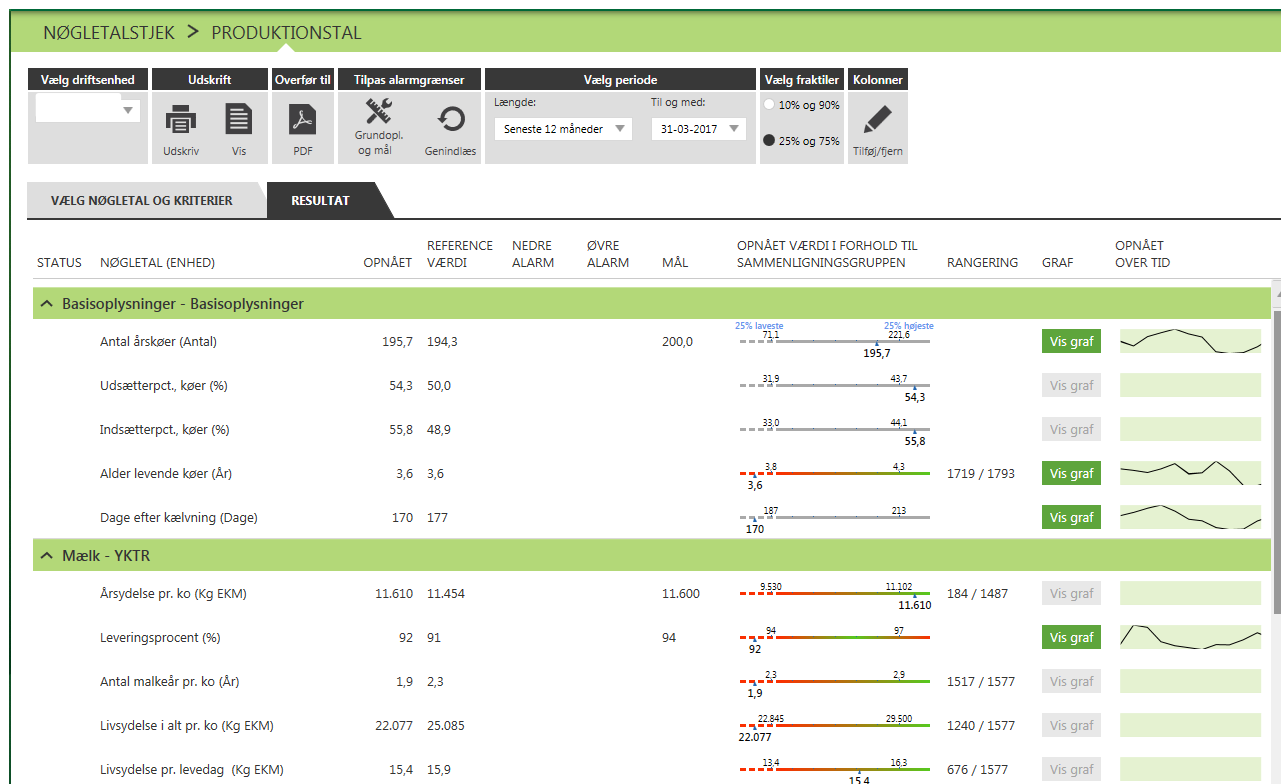 NØGLETALSTJEK > PRODUKTIONSTAL
Vælg driftsenhed Udskrift Overfør til Tilpas alarmgrænser Vælg periode Vælg fraktiler Kolonner
Længde: Til og med: 10% og 90%
Seneste 12 måneder 31-03-2017
Grundopl. og mål 25% og 75%
Udskriv Vis PDF Genindlæs Tilføj/fjern
VÆLG NØGLETAL OG KRITERIER RESULTAT
STATUS NØGLETAL (ENHED) OPNÅET REFERENCE VÆRDI NEDRE ALARM ØVRE ALARM MÅL OPNÅET VÆRDI I FORHOLD TIL SAMMENLIGNINGSGRUPPEN RANGERING GRAF OPNÅET OVER TID
Basisoplysninger - Basisoplysninger
25% laveste 25% højeste
Antal årskøer (Antal) 195,7 194,3 200,0 71,1 221,6 195,7 Vis graf
Udsætterpct., køer (%) 54,3 50,0 31,9 43,7 54,3 Vis graf
Indsætterpct., køer (%) 55,8 48,9 33,0 44,1 55,8 Vis graf
Alder levende køer (År) 3,6 3,6 3,8 4,3 3,6 1719 / 1793 Vis graf
Dage efter kælvning (Dage) 170 177 187 213 170 Vis graf
Mælk - YKTR
Årsydelse pr. ko (Kg EKM) 11.610 11.454 11.600 9.530 11.102 11.610 184 / 1487 Vis graf
Leveringsprocent (%) 92 91 94 94 97 92 Vis graf
Antal malkeår pr. ko (År) 1,9 2,3 2,3 2,9 1,9 1517 / 1577 Vis graf
Livsydelse i alt pr. ko (Kg EKM) 22.077 25.085 22.845 29.500 22.077 1240 / 1577 Vis graf
Livsydelse pr. levedag (Kg EKM) 15,4 15,9 13,4 16,3 15,4 676 / 1577 Vis graf